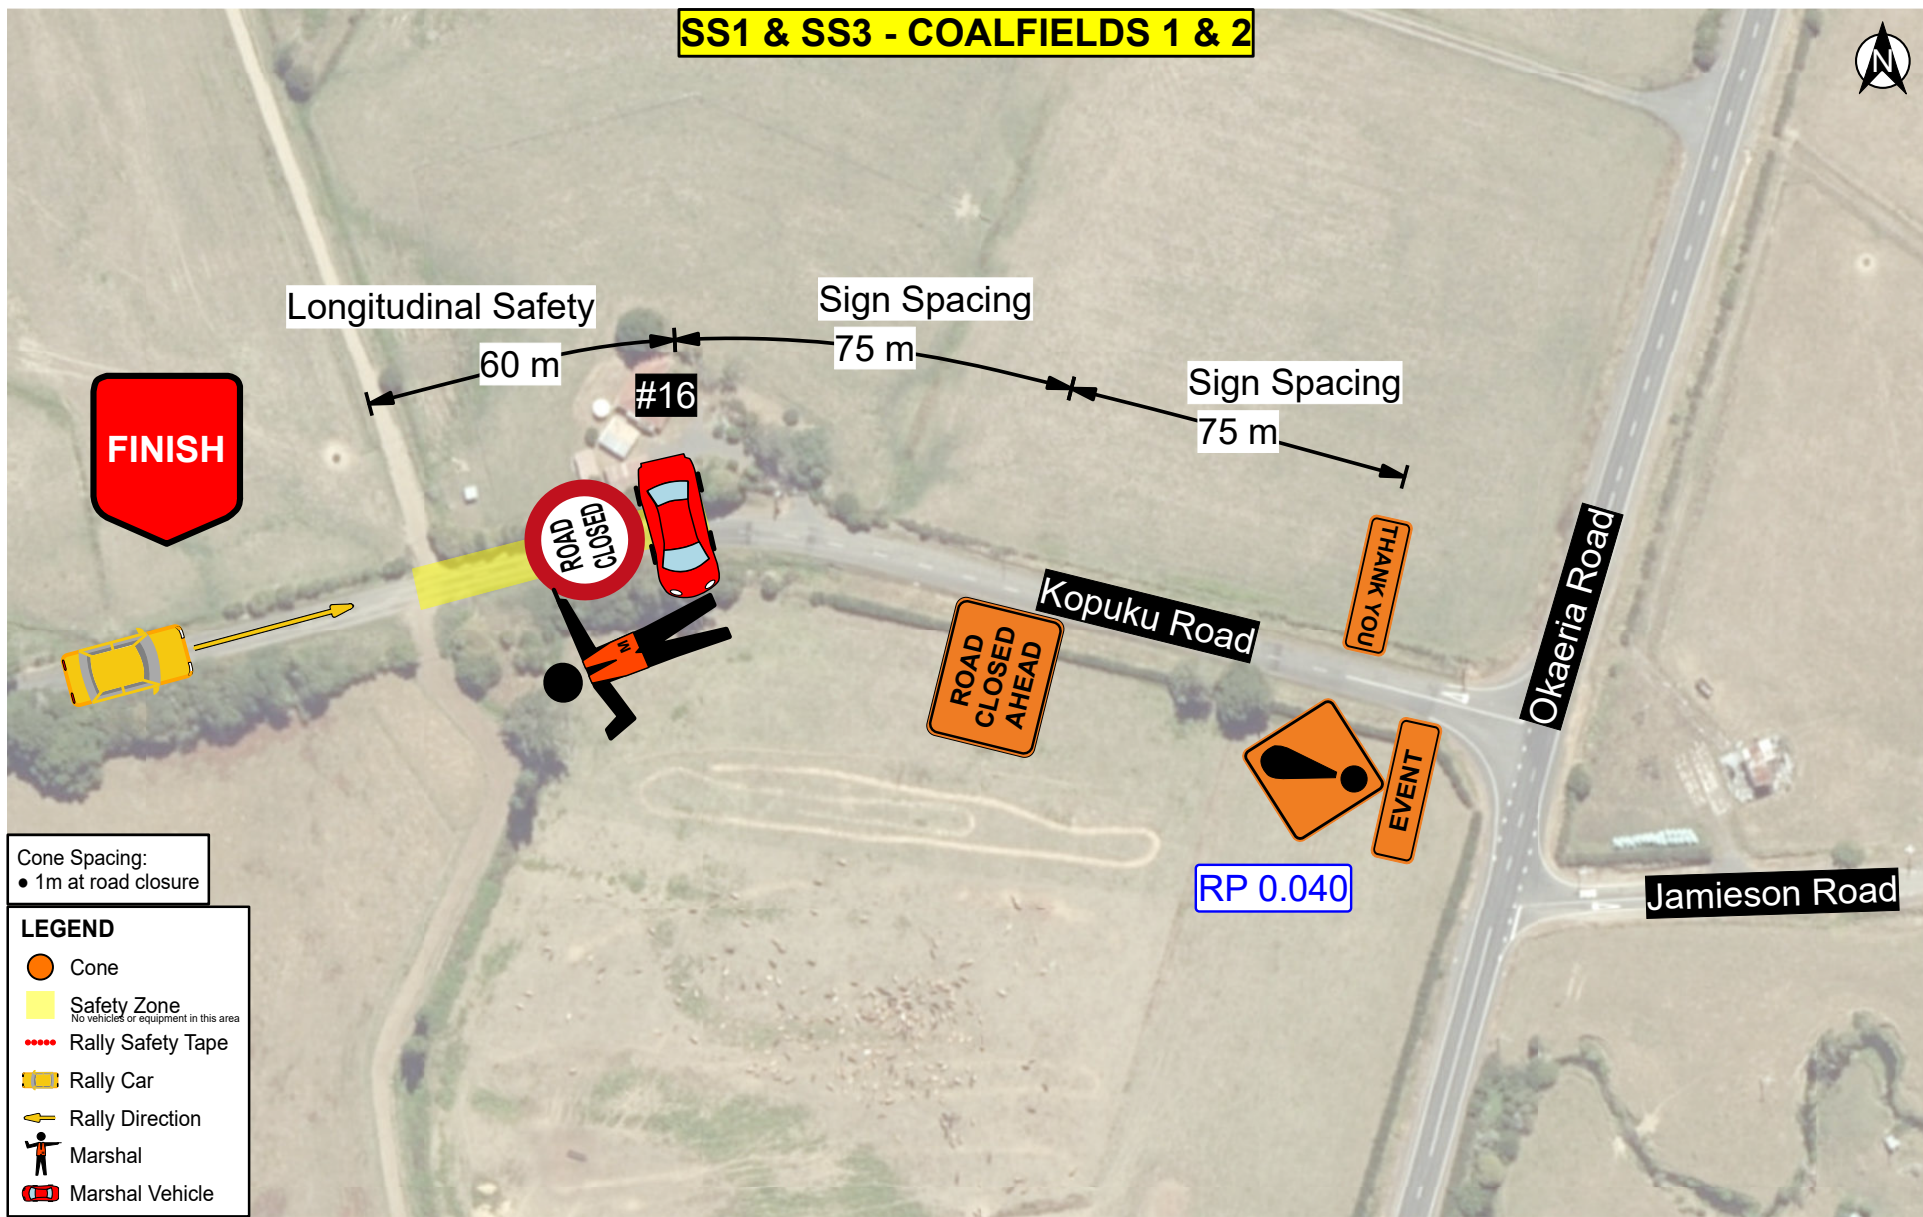 SS1 & SS3 - COALFIELDS 1 & 2
N
Longitudinal Safety
60 m
Sign Spacing
75 m
Sign Spacing
75 m
#16
FINISH
ROAD
CLOSED
THANK YOU
Okaeria Road
Kopuku Road
ROAD
CLOSED
AHEAD
M
EVENT
RP 0.040
Jamieson Road
Cone Spacing:
● 1m at road closure
LEGEND
Cone
Safety Zone
No vehicles or equipment in this area
Rally Safety Tape
Rally Car
Rally Direction
Marshal
Marshal Vehicle